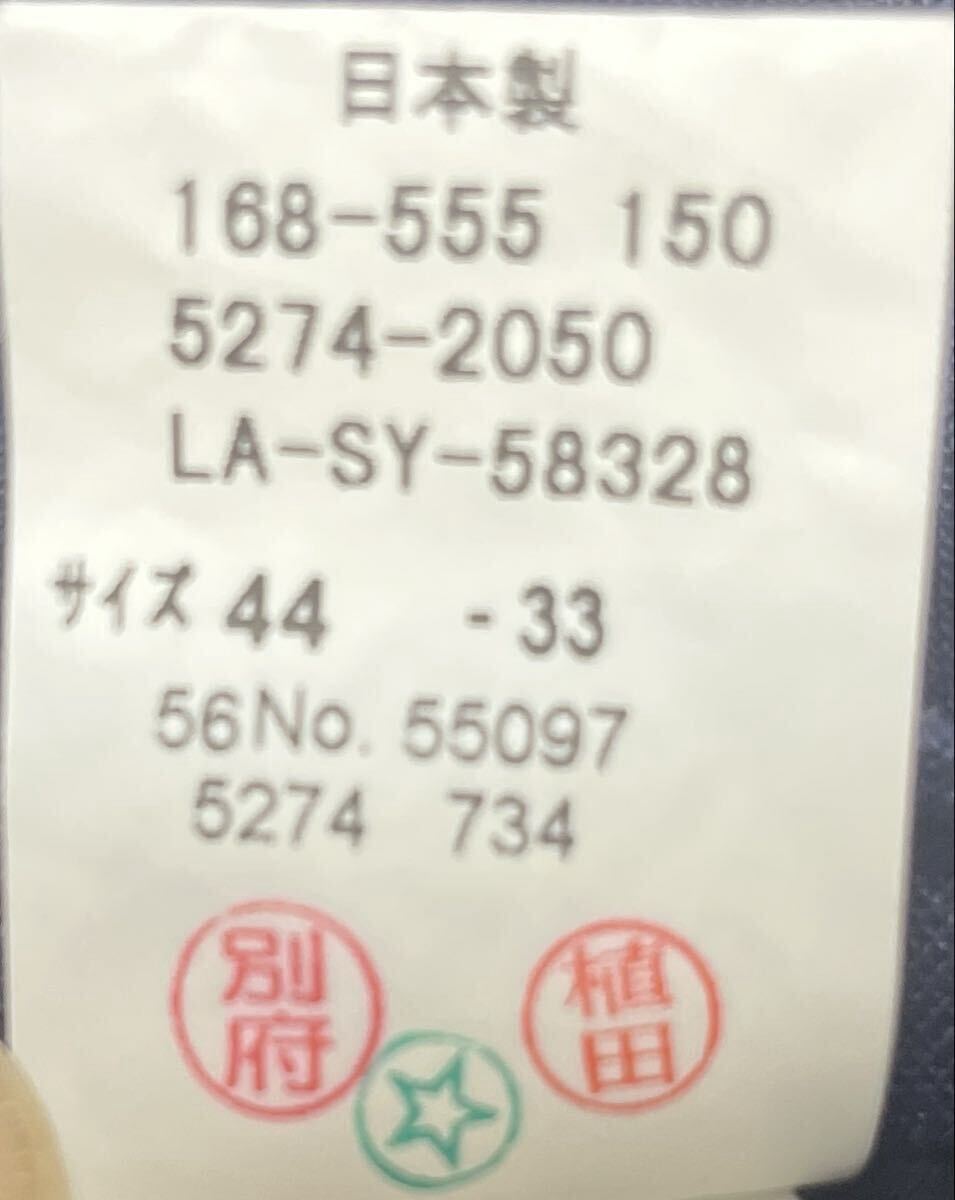 日本製
168-555 150
5274-2050
LA-SY-58328
サイズ 44 -33
56No. 55097
5274 734
別府
植田